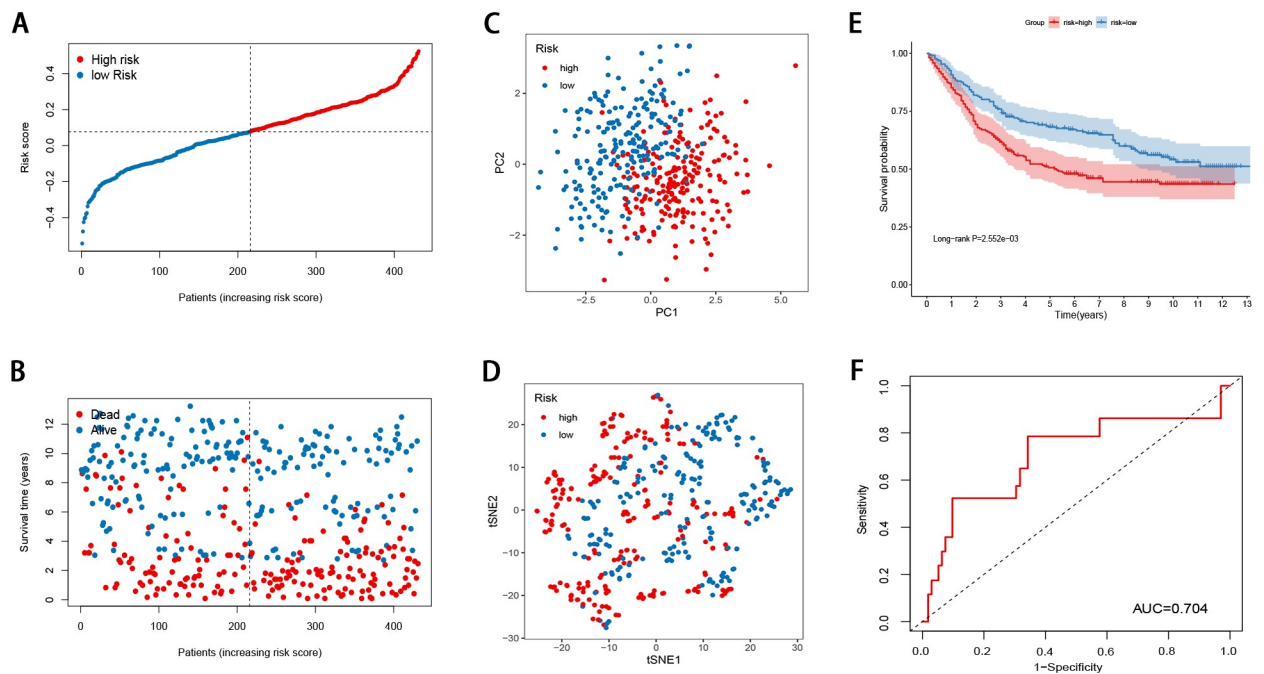 A
High risk
low Risk
Risk score
0.4
0.2
0.0
−0.2
−0.4
0
100
200
300
400
Patients (increasing risk score)
B
Dead
Alive
Survival time (years)
12
10
8
6
4
2
0
0
100
200
300
400
Patients (increasing risk score)
C
Risk
high
low
PC2
2
0
−2
−2.5
0.0
2.5
5.0
PC1
D
Risk
high
low
tSNE2
20
10
0
−10
−20
−30
−20
−10
0
10
20
30
tSNE1
E
Group risk=high risk=low
Survival probability
1.00
0.75
0.50
0.25
0.00
Long−rank P=2.552e−03
0 1 2 3 4 5 6 7 8 9 10 11 12 13
Time(years)
F
Sensitivity
1.0
0.8
0.6
0.4
0.2
0.0
AUC=0.704
0.0 0.2 0.4 0.6 0.8 1.0
1−Specificity